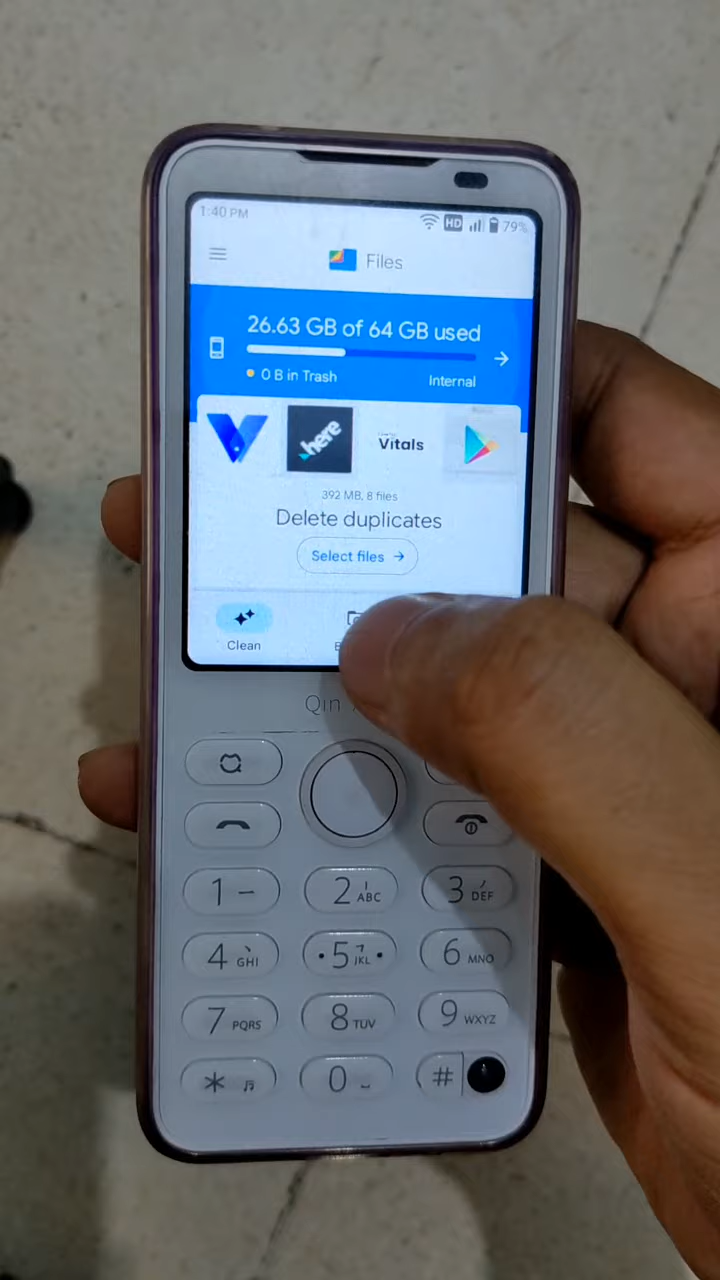 1:40 PM HD 79%
Files
26.63 GB of 64 GB used
0 B in Trash Internal
.here Vitals
392 MB, 8 files
Delete duplicates
Select files →
Clean
Qin
1 2 ABC 3 DEF
4 GHI 5 JKL 6 MNO
7 PQRS 8 TUV 9 WXYZ
* 0 #